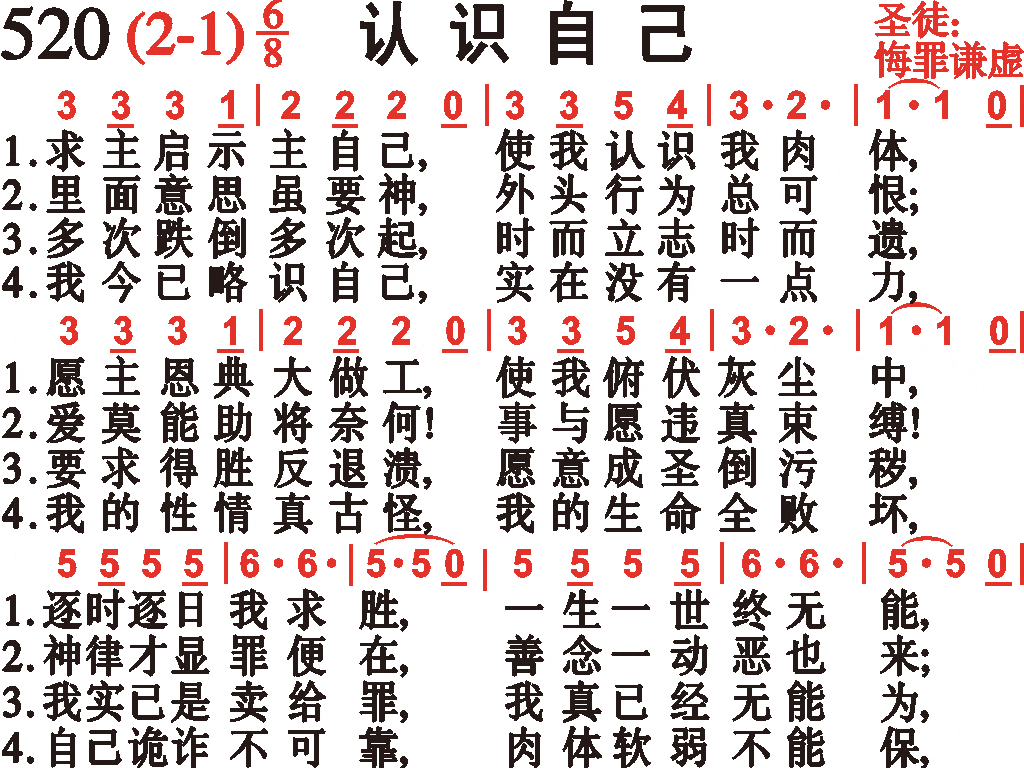 520 (2-1) 6/8 认识自己 圣徒:
悔罪谦虚
3 3 3 1 | 2 2 2 0 | 3 3 5 4 | 3 · 2 · | 1 · 1 0 |
1.求主启示主自己, 使我认识我肉体,
2.里面意思虽要神, 外头行为总可恨;
3.多次跌倒多次起, 时而立志时而遗,
4.我今已略识自己, 实在没有一点力,
3 3 3 1 | 2 2 2 0 | 3 3 5 4 | 3 · 2 · | 1 · 1 0 |
1.愿主恩典大做工, 使我俯伏灰尘中,
2.爱莫能助将奈何! 事与愿违真束缚!
3.要求得胜反退溃, 愿意成圣倒污秽,
4.我的性情真古怪, 我的生命全败坏,
5 5 5 5 | 6 · 6 · | 5 · 5 0 | 5 5 5 5 | 6 · 6 · | 5 · 5 0 |
1.逐时逐日我求胜, 一生一世终无能,
2.神律才显罪便在, 善念一动恶也来;
3.我实已是卖给罪, 我真已经无能为,
4.自己诡诈不可靠, 肉体软弱不能保,